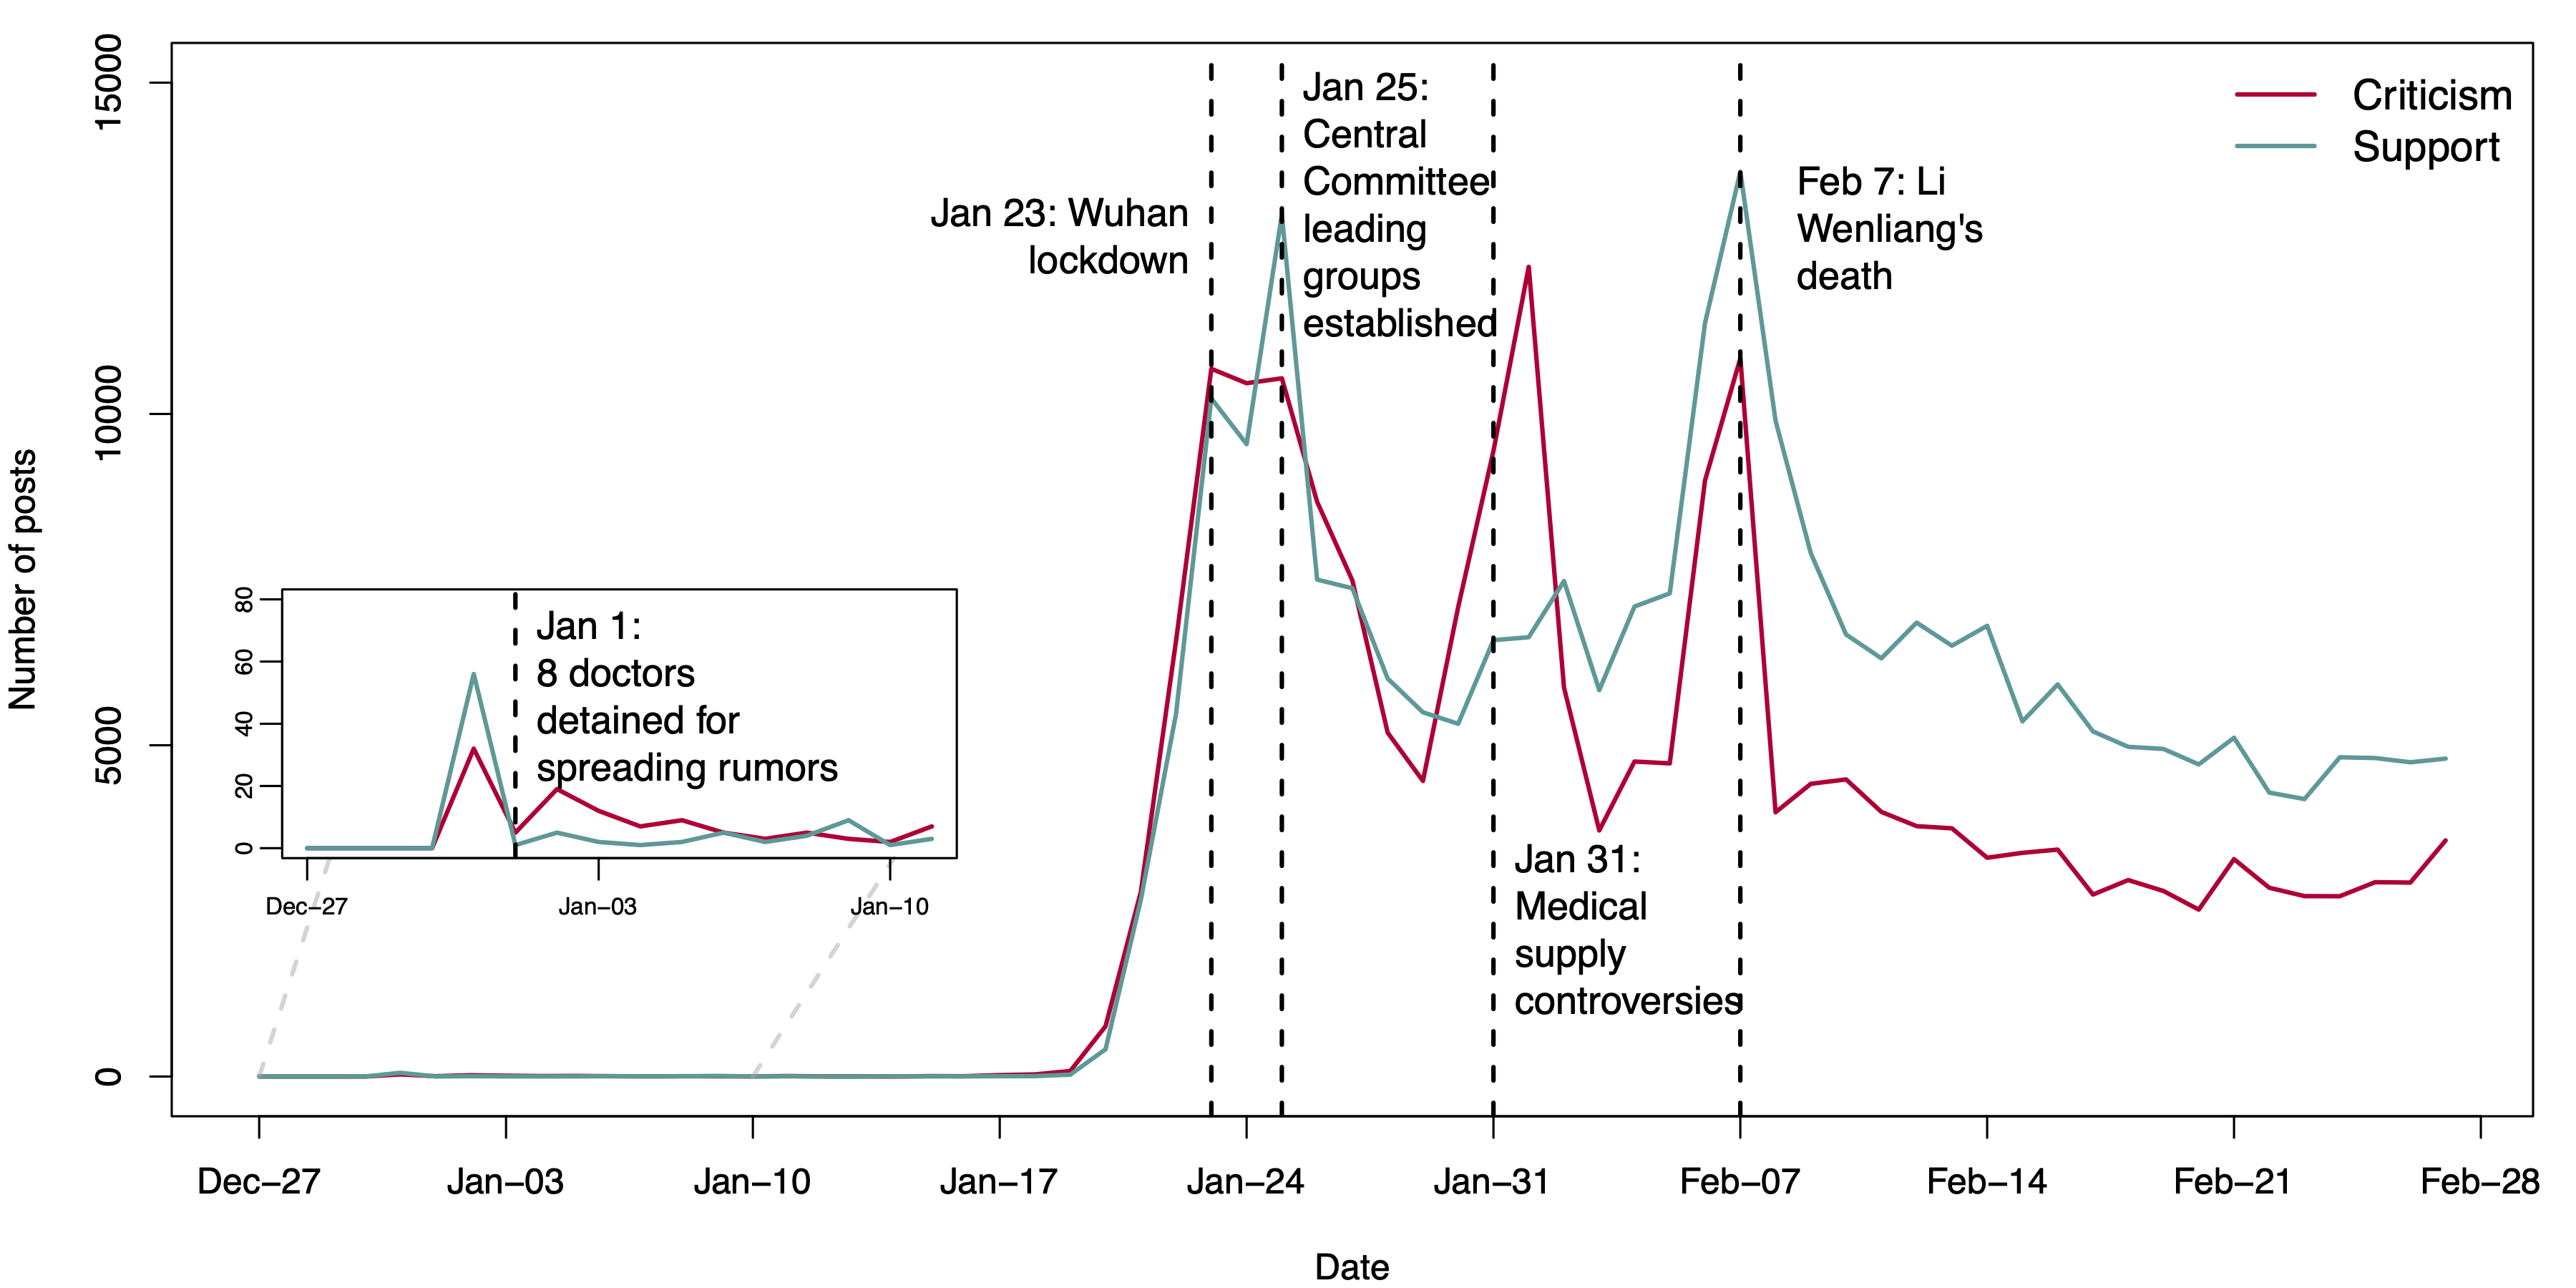 15000
10000
5000
0
Number of posts
Criticism
Support
Jan 23: Wuhan
lockdown
Jan 25:
Central
Committee
leading
groups
established
Feb 7: Li
Wenliang's
death
Jan 31:
Medical
supply
controversies
80
60
40
20
0
Jan 1:
8 doctors
detained for
spreading rumors
Dec–27 Jan–03 Jan–10
Dec–27 Jan–03 Jan–10 Jan–17 Jan–24 Jan–31 Feb–07 Feb–14 Feb–21 Feb–28
Date